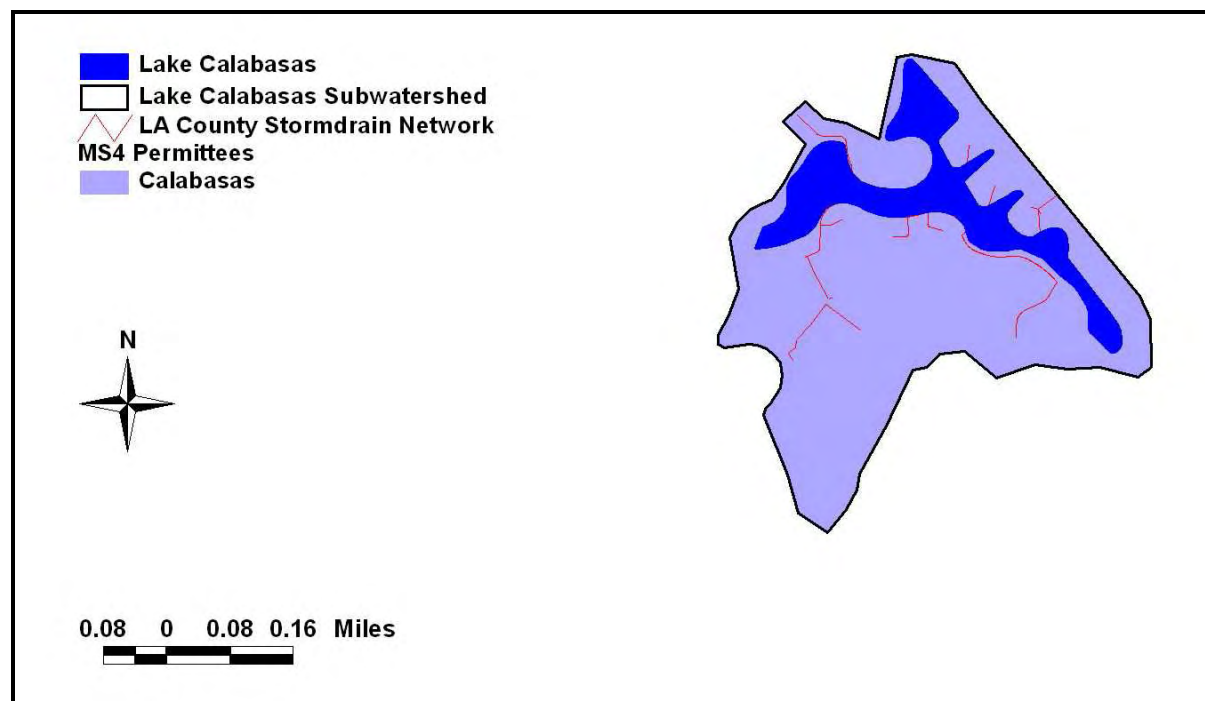 Lake Calabasas
Lake Calabasas Subwatershed
LA County Stormdrain Network
MS4 Permittees
Calabasas
N
0.08 0 0.08 0.16 Miles